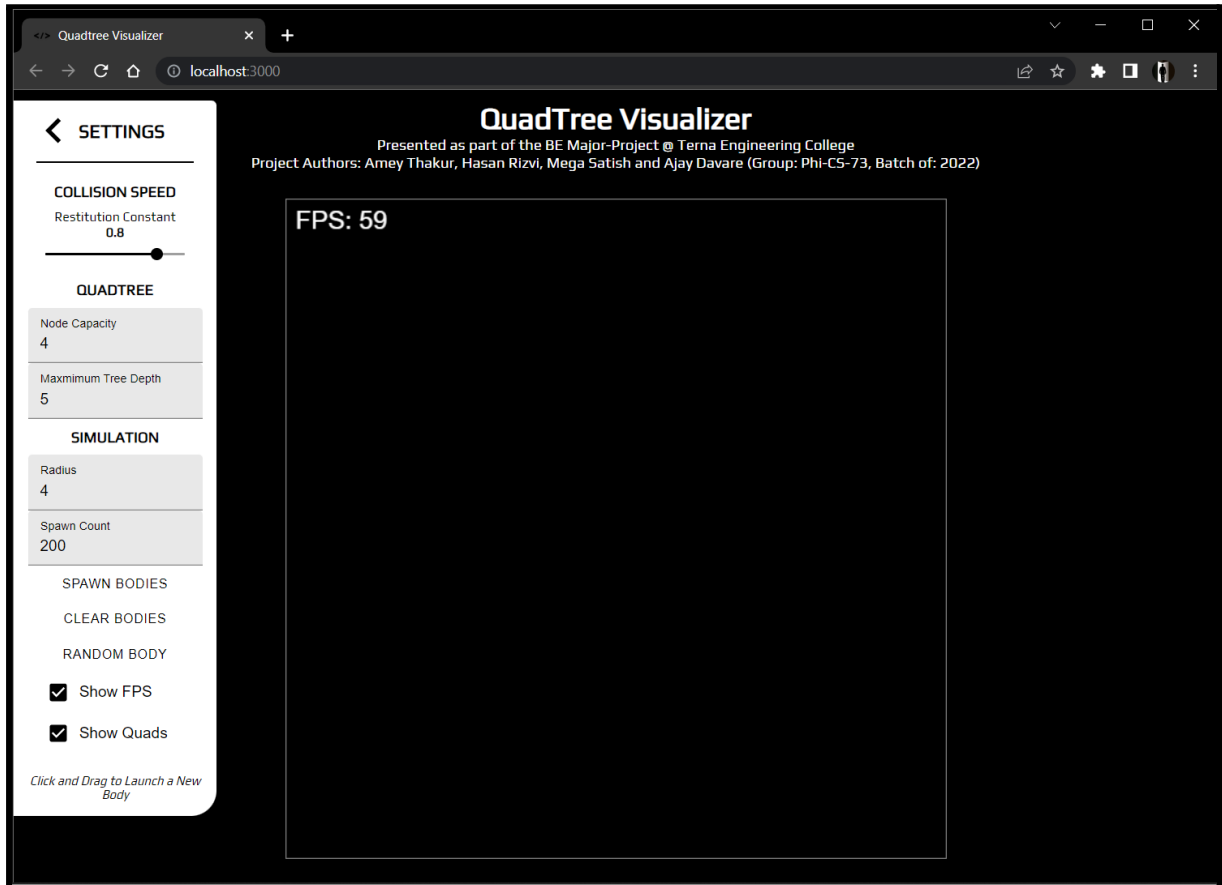 </> Quadtree Visualizer
localhost:3000
SETTINGS
COLLISION SPEED
Restitution Constant
0.8
QUADTREE
Node Capacity
4
Maxmimum Tree Depth
5
SIMULATION
Radius
4
Spawn Count
200
SPAWN BODIES
CLEAR BODIES
RANDOM BODY
Show FPS
Show Quads
Click and Drag to Launch a New
Body
QuadTree Visualizer
Presented as part of the BE Major-Project @ Terna Engineering College
Project Authors: Amey Thakur, Hasan Rizvi, Mega Satish and Ajay Davare (Group: Phi-CS-73, Batch of: 2022)
FPS: 59